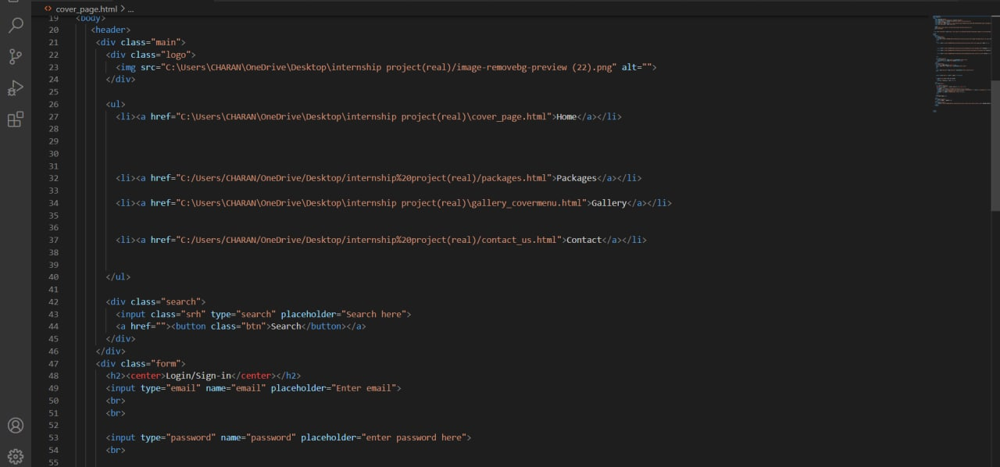 cover_page.html > ...
19 <body>
20 <header>
21 <div class="main">
22 <div class="logo">
23 <img src="C:\Users\CHARAN\OneDrive\Desktop\internship project(real)/image-removebg-preview (22).png" alt="">
24 </div>
25
26 <ul>
27 <li><a href="C:\Users\CHARAN\OneDrive\Desktop\internship project(real)\cover_page.html">Home</a></li>
28
29
30
31
32 <li><a href="C:/Users/CHARAN/OneDrive/Desktop/internship%20project(real)/packages.html">Packages</a></li>
33
34 <li><a href="C:\Users\CHARAN\OneDrive\Desktop\internship project(real)\gallery_covermenu.html">Gallery</a></li>
35
36
37 <li><a href="C:/Users/CHARAN/OneDrive/Desktop/internship%20project(real)/contact_us.html">Contact</a></li>
38
39
40 </ul>
41
42 <div class="search">
43 <input class="srh" type="search" placeholder="Search here">
44 <a href=""><button class="btn">Search</button></a>
45 </div>
46 </div>
47 <div class="form">
48 <h2><center>Login/Sign-in</center></h2>
49 <input type="email" name="email" placeholder="Enter email">
50 <br>
51 <br>
52
53 <input type="password" name="password" placeholder="enter password here">
54 <br>
55